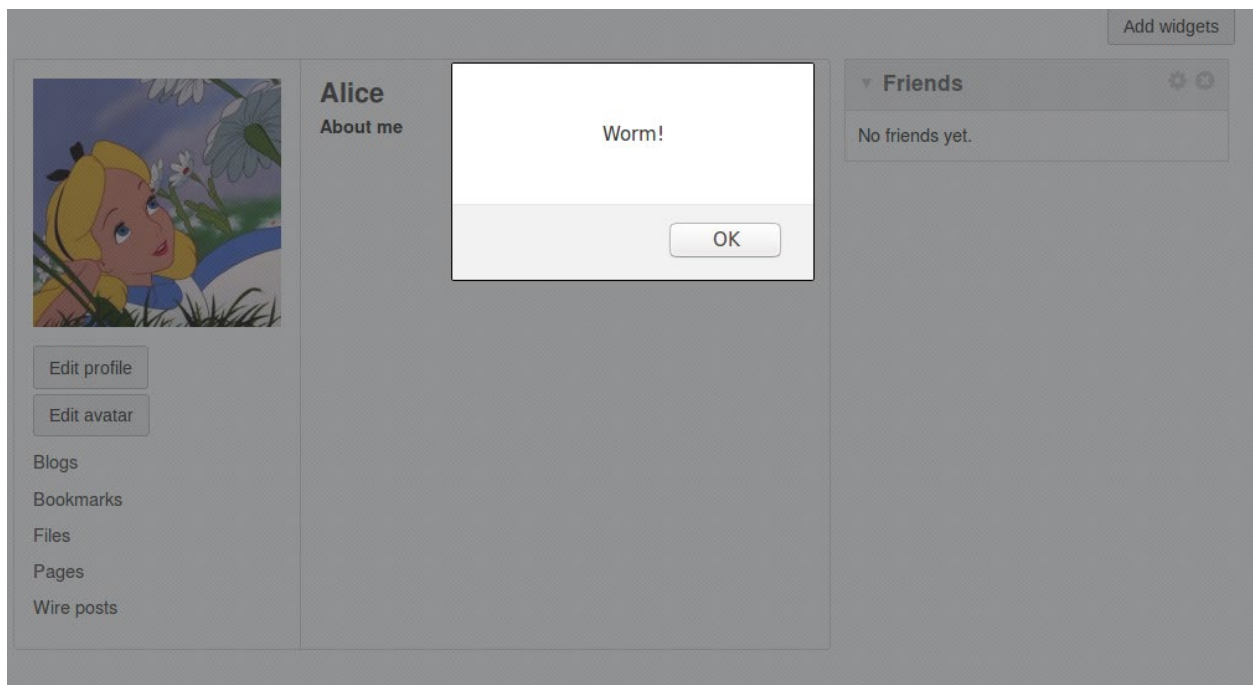 Add widgets
Alice
About me
Worm!
OK
Friends
No friends yet.
Edit profile
Edit avatar
Blogs
Bookmarks
Files
Pages
Wire posts